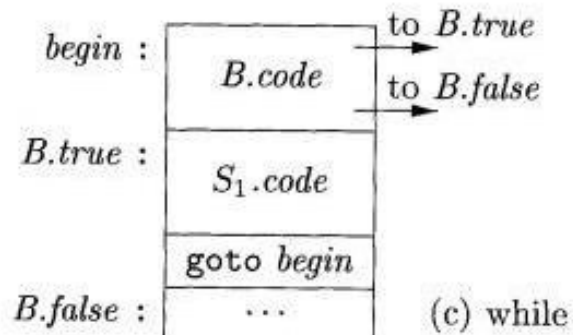 to B.true
begin :
B.code
to B.false
B.true :
S₁.code
goto begin
B.false : ... (c) while